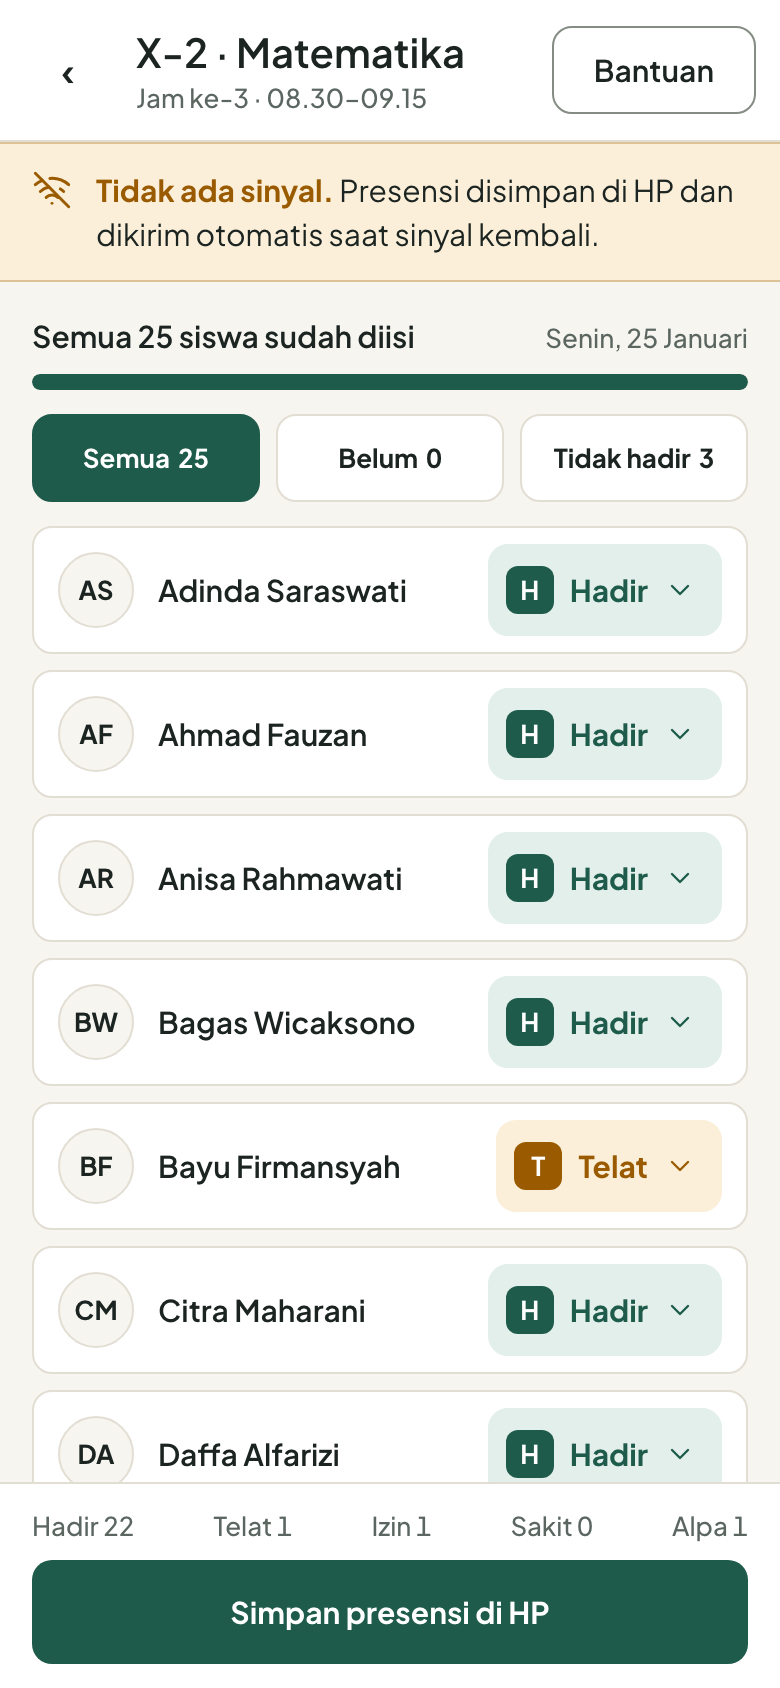 ‹
X-2 · Matematika
Jam ke-3 · 08.30–09.15
Bantuan
Tidak ada sinyal. Presensi disimpan di HP dan
dikirim otomatis saat sinyal kembali.
Semua 25 siswa sudah diisi
Senin, 25 Januari
Semua 25
Belum 0
Tidak hadir 3
AS Adinda Saraswati H Hadir
AF Ahmad Fauzan H Hadir
AR Anisa Rahmawati H Hadir
BW Bagas Wicaksono H Hadir
BF Bayu Firmansyah T Telat
CM Citra Maharani H Hadir
DA Daffa Alfarizi H Hadir
Hadir 22
Telat 1
Izin 1
Sakit 0
Alpa 1
Simpan presensi di HP